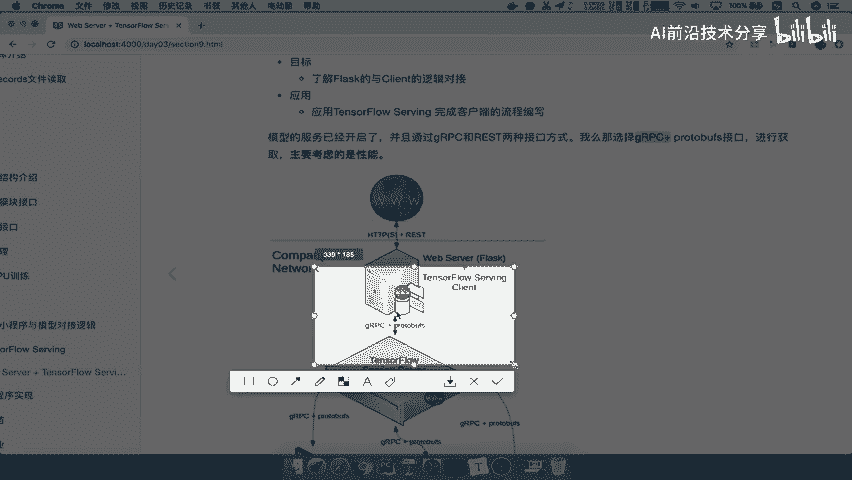 Chrome 文件 修改 视图 历史记录 书签 其他人 电动脑 帮助
100%
Web Server + TensorFlow Serv
localhost:4000/day03/section9.html
AI前沿技术分享 bilibili
ecords文件读取
结构介绍
模块接口
接口
PU训练
小程序与模型对接逻辑
orFlow Serving
Server + TensorFlow Servi...
程序实现
目标
了解Flask的与Client的逻辑对接
应用
应用TensorFlow Serving 完成客户端的流程编写
模型的服务已经开启了，并且通过gRPC和REST两种接口方式。我么那选择gRPC+ protobufs接口，进行获
取，主要考虑的是性能。
WWW
HTTP(S) + REST
Web Server (Flask)
339 * 185
TensorFlow Serving
Client
gRPC + protobufs
TensorFlow
gRPC + protobufs
gRPC + protobufs
gRPC + protobufs
A
T